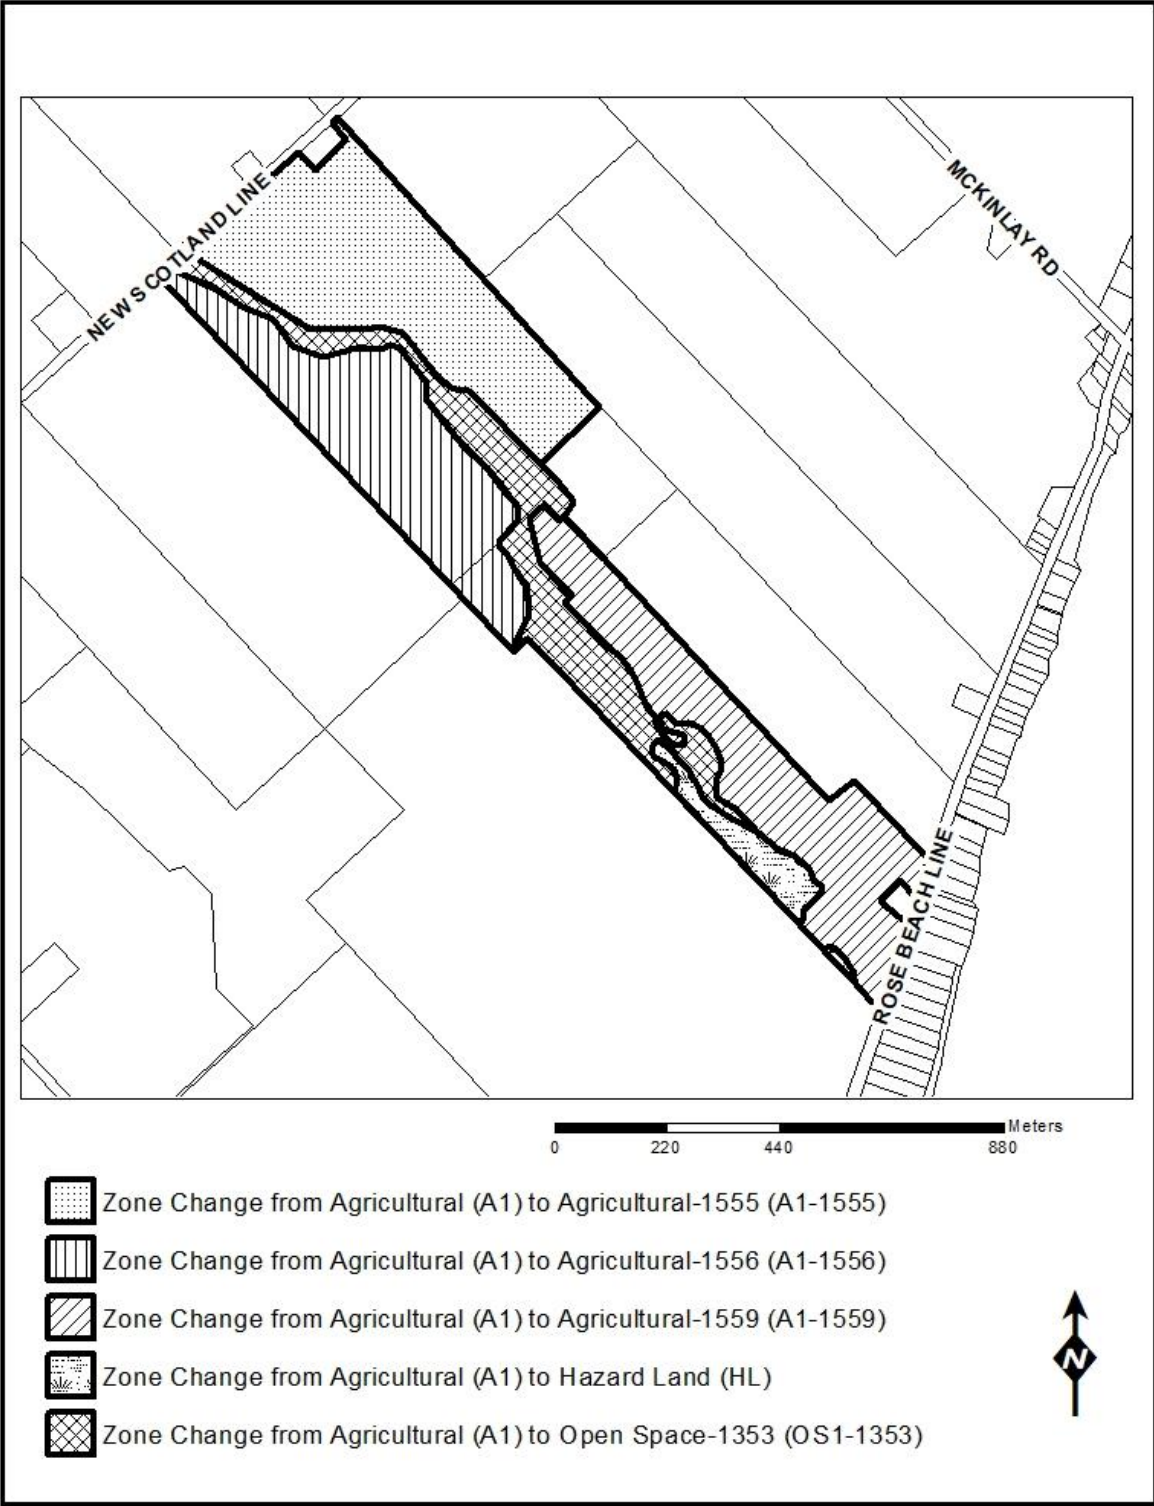 NEW SCOTLAND LINE
MCKINLAY RD
ROSE BEACH LINE
Meters
0 220 440 880
Zone Change from Agricultural (A1) to Agricultural-1555 (A1-1555)
Zone Change from Agricultural (A1) to Agricultural-1556 (A1-1556)
Zone Change from Agricultural (A1) to Agricultural-1559 (A1-1559)
Zone Change from Agricultural (A1) to Hazard Land (HL)
Zone Change from Agricultural (A1) to Open Space-1353 (OS1-1353)
N